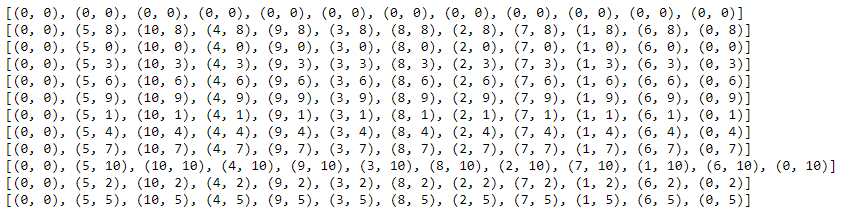 [(0, 0), (0, 0), (0, 0), (0, 0), (0, 0), (0, 0), (0, 0), (0, 0), (0, 0), (0, 0), (0, 0), (0, 0)]
[(0, 0), (5, 8), (10, 8), (4, 8), (9, 8), (3, 8), (8, 8), (2, 8), (7, 8), (1, 8), (6, 8), (0, 8)]
[(0, 0), (5, 0), (10, 0), (4, 0), (9, 0), (3, 0), (8, 0), (2, 0), (7, 0), (1, 0), (6, 0), (0, 0)]
[(0, 0), (5, 3), (10, 3), (4, 3), (9, 3), (3, 3), (8, 3), (2, 3), (7, 3), (1, 3), (6, 3), (0, 3)]
[(0, 0), (5, 6), (10, 6), (4, 6), (9, 6), (3, 6), (8, 6), (2, 6), (7, 6), (1, 6), (6, 6), (0, 6)]
[(0, 0), (5, 9), (10, 9), (4, 9), (9, 9), (3, 9), (8, 9), (2, 9), (7, 9), (1, 9), (6, 9), (0, 9)]
[(0, 0), (5, 1), (10, 1), (4, 1), (9, 1), (3, 1), (8, 1), (2, 1), (7, 1), (1, 1), (6, 1), (0, 1)]
[(0, 0), (5, 4), (10, 4), (4, 4), (9, 4), (3, 4), (8, 4), (2, 4), (7, 4), (1, 4), (6, 4), (0, 4)]
[(0, 0), (5, 7), (10, 7), (4, 7), (9, 7), (3, 7), (8, 7), (2, 7), (7, 7), (1, 7), (6, 7), (0, 7)]
[(0, 0), (5, 10), (10, 10), (4, 10), (9, 10), (3, 10), (8, 10), (2, 10), (7, 10), (1, 10), (6, 10), (0, 10)]
[(0, 0), (5, 2), (10, 2), (4, 2), (9, 2), (3, 2), (8, 2), (2, 2), (7, 2), (1, 2), (6, 2), (0, 2)]
[(0, 0), (5, 5), (10, 5), (4, 5), (9, 5), (3, 5), (8, 5), (2, 5), (7, 5), (1, 5), (6, 5), (0, 5)]